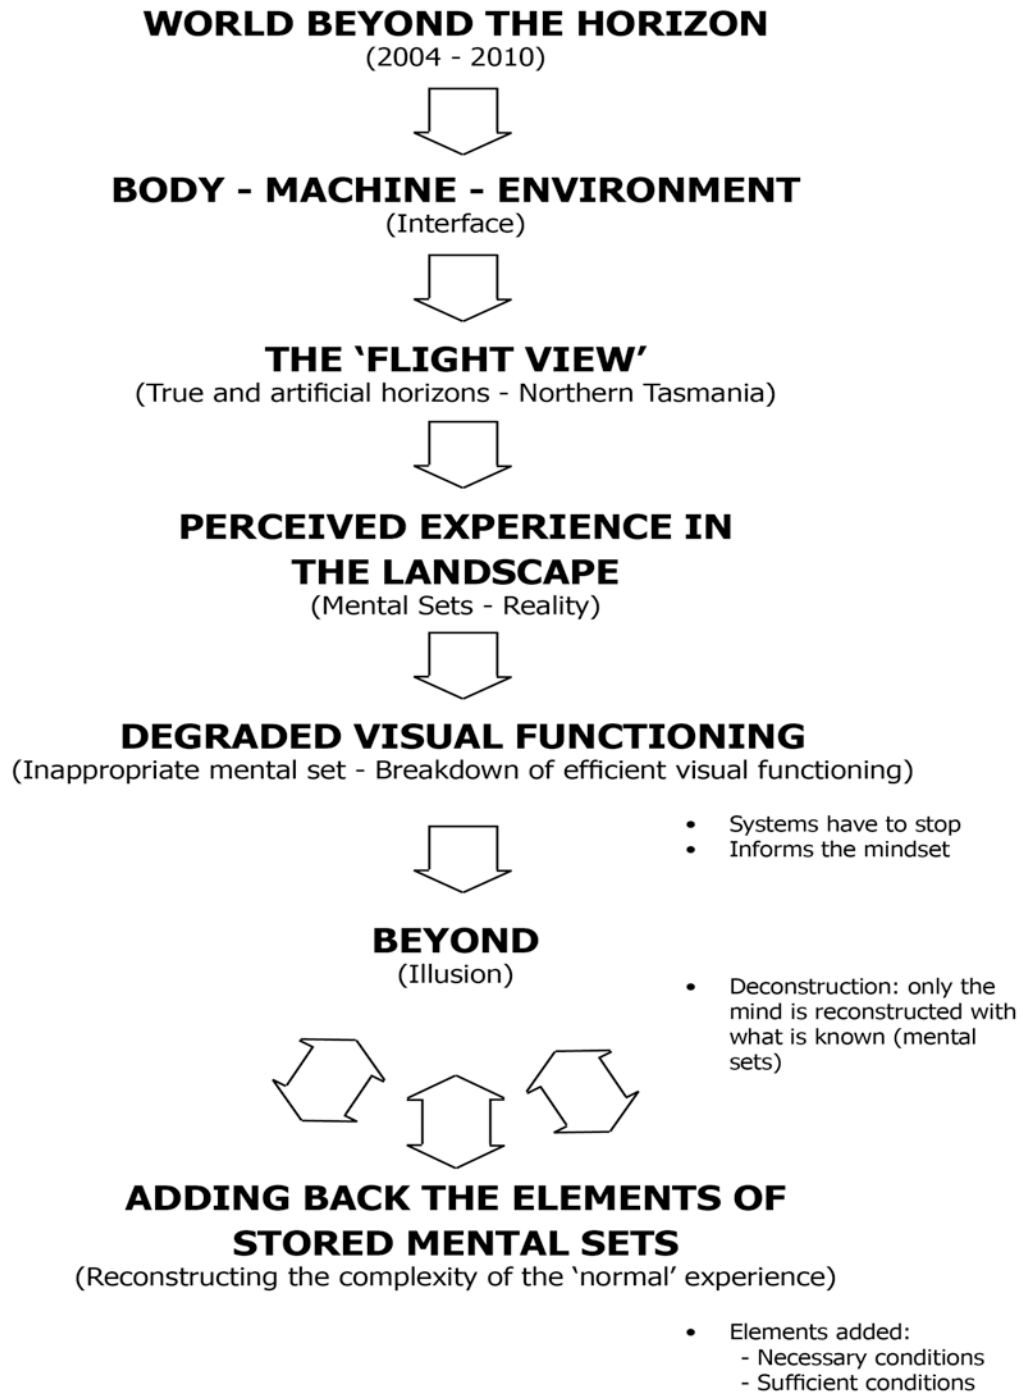 WORLD BEYOND THE HORIZON
(2004 - 2010)
BODY - MACHINE - ENVIRONMENT
(Interface)
THE ‘FLIGHT VIEW’
(True and artificial horizons - Northern Tasmania)
PERCEIVED EXPERIENCE IN
THE LANDSCAPE
(Mental Sets - Reality)
DEGRADED VISUAL FUNCTIONING
(Inappropriate mental set - Breakdown of efficient visual functioning)
• Systems have to stop
• Informs the mindset
BEYOND
(Illusion)
• Deconstruction: only the
mind is reconstructed with
what is known (mental
sets)
ADDING BACK THE ELEMENTS OF
STORED MENTAL SETS
(Reconstructing the complexity of the ‘normal’ experience)
• Elements added:
- Necessary conditions
- Sufficient conditions